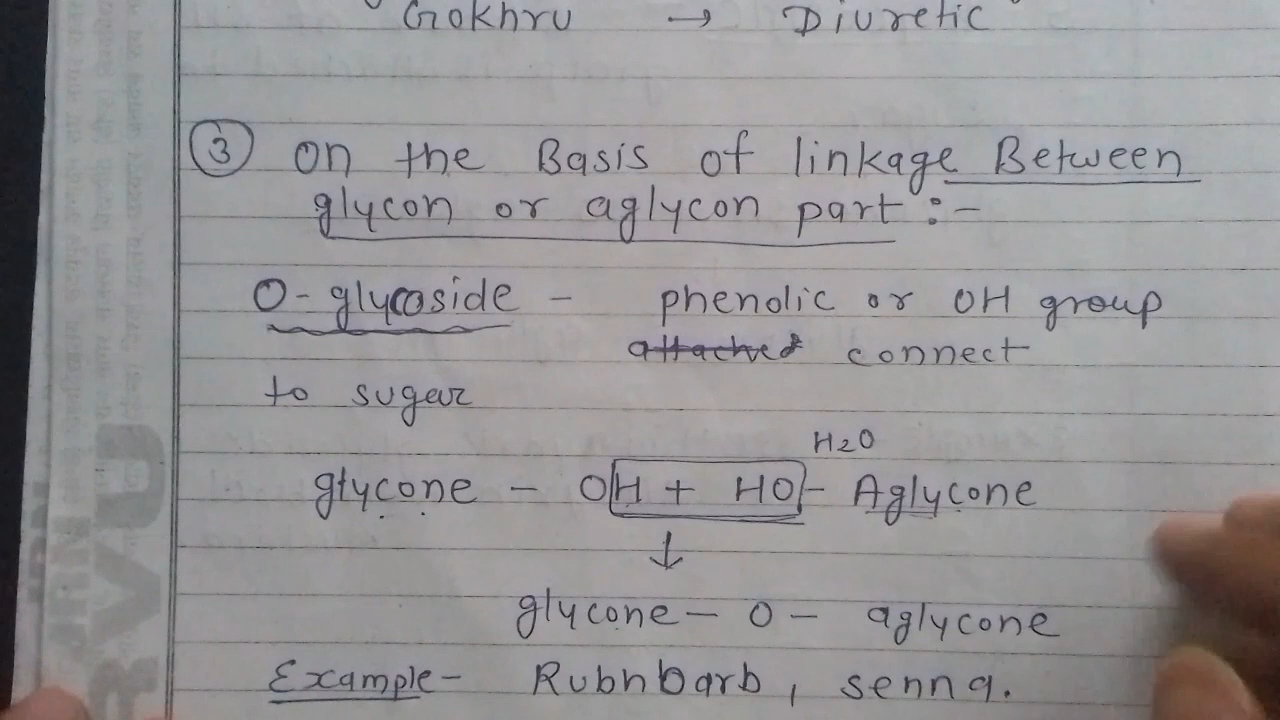 Gokhru → Diuretic
③ on the Basis of linkage Between
glycon or aglycon part :-
O-glycoside - phenolic or OH group
attached connect
to sugar
H2O
glycone - OH + HO - Aglycone
↓
glycone - O - aglycone
Example - Rubhbarb, senna.